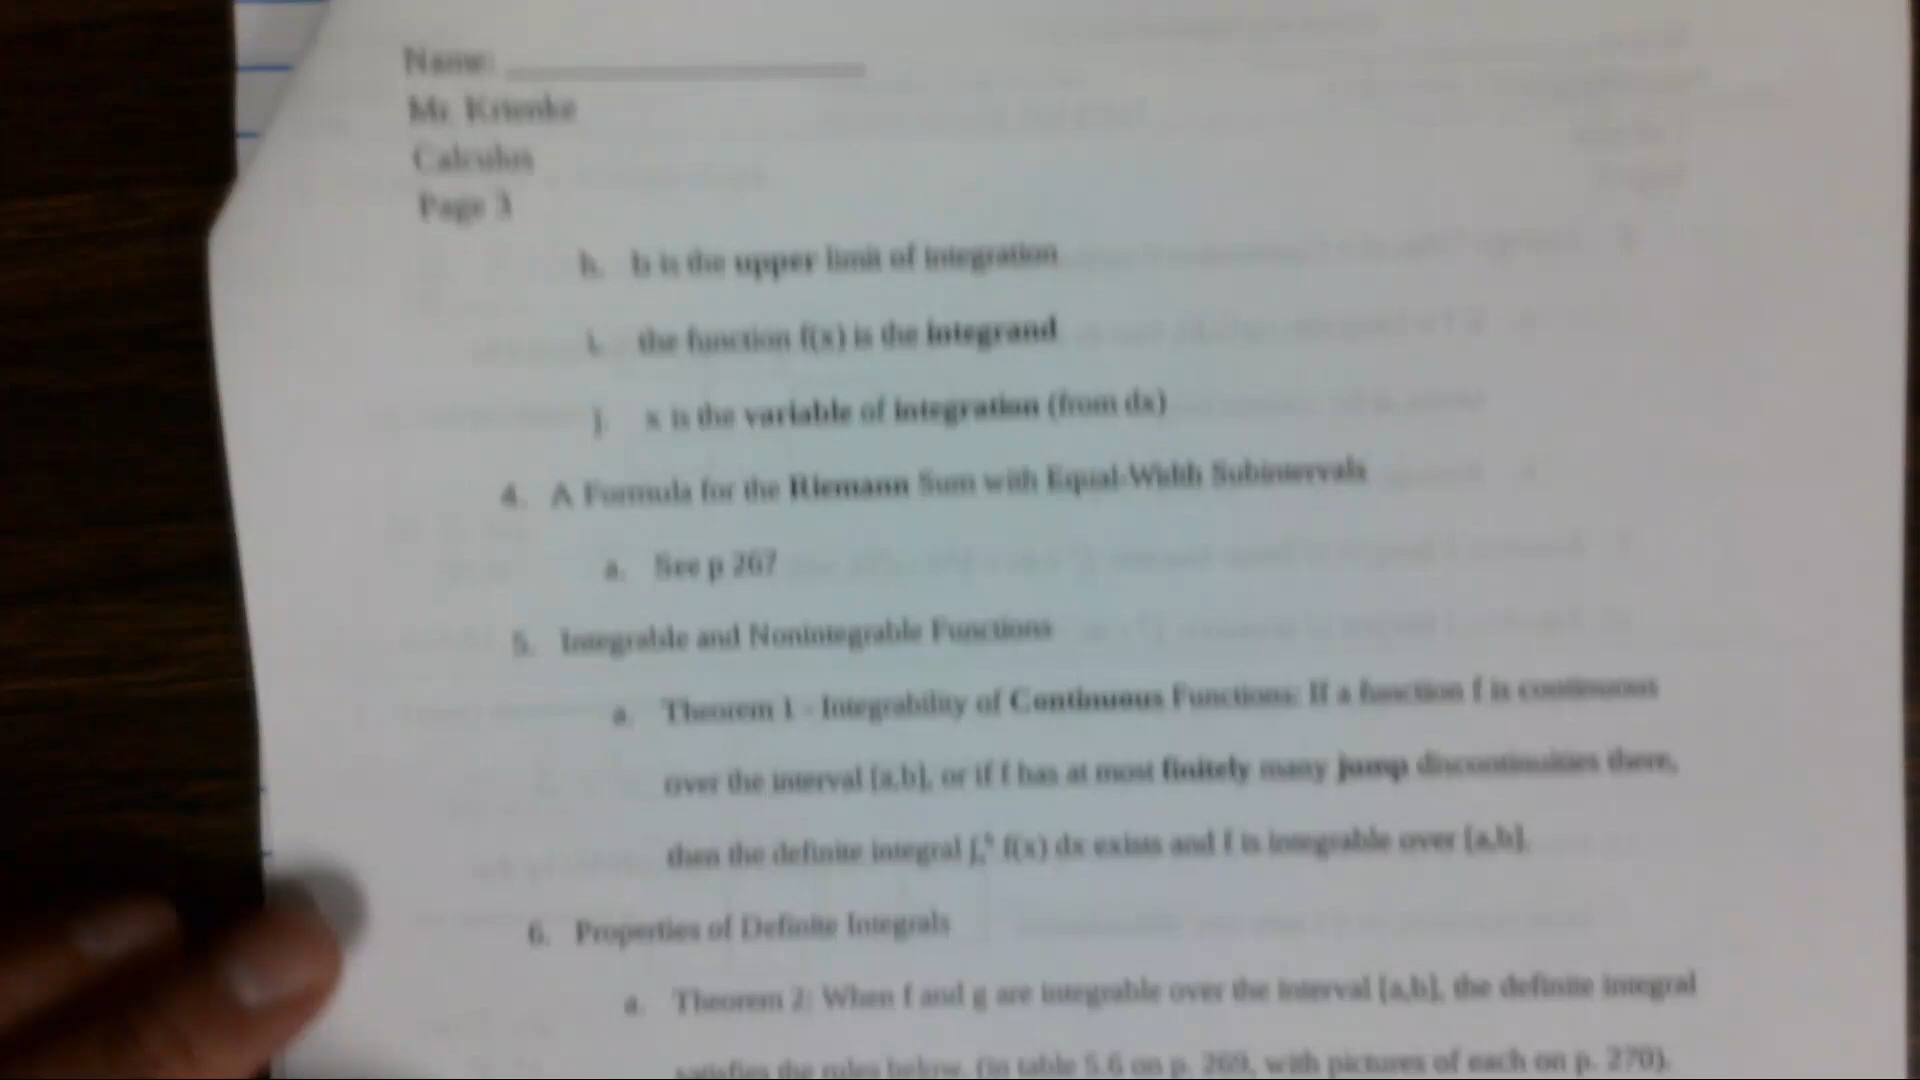 Name: ____________________
Mr. Krienke
Calculus
Page 3
h. b is the upper limit of integration
i. the function f(x) is the integrand
j. x is the variable of integration (from dx)
4. A Formula for the Riemann Sum with Equal-Width Subintervals
a. See p 267
5. Integrable and Nonintegrable Functions
a. Theorem 1 - Integrability of Continuous Functions: If a function f is continuous
over the interval [a,b], or if f has at most finitely many jump discontinuities there,
then the definite integral ∫ₐᵇ f(x) dx exists and f is integrable over [a,b].
6. Properties of Definite Integrals
a. Theorem 2: When f and g are integrable over the interval [a,b], the definite integral
satisfies the rules below. (in table 5.6 on p. 269, with pictures of each on p. 270).